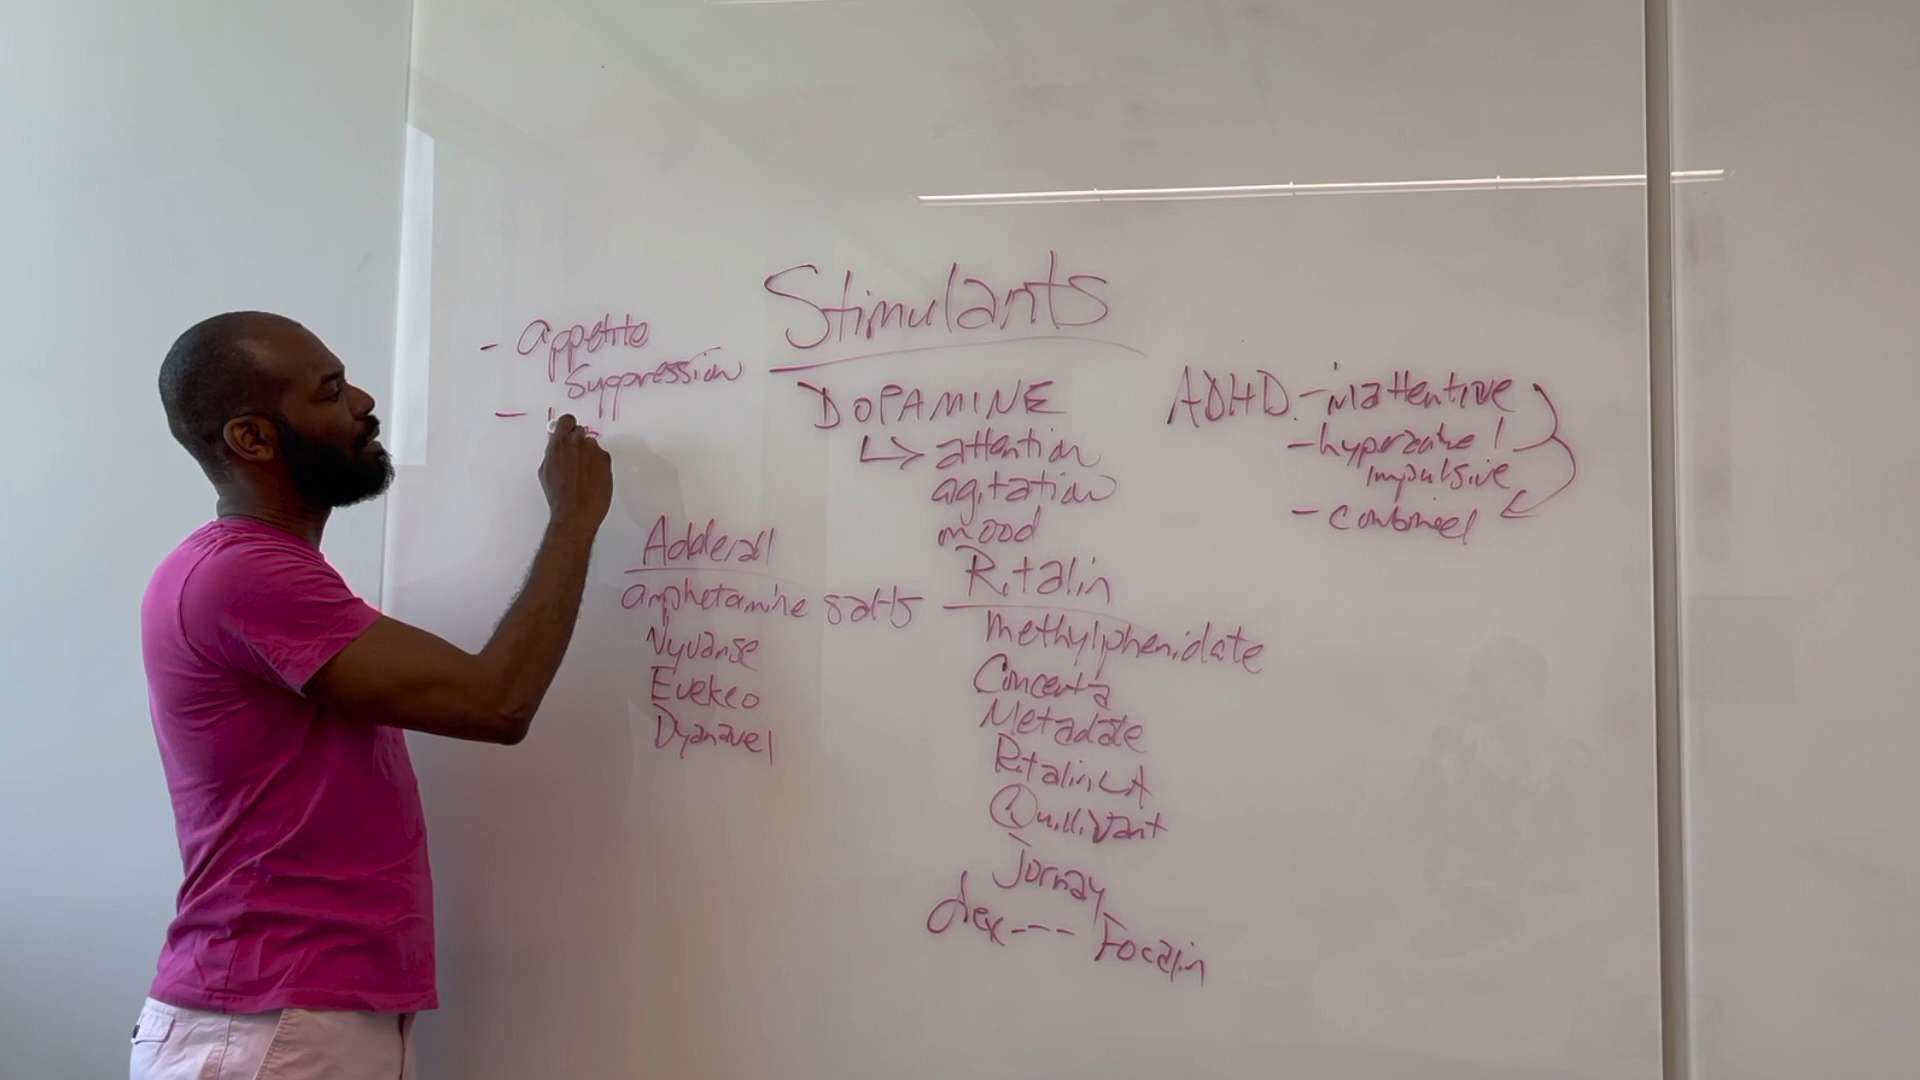 Stimulants
- appetite
suppression
-
DOPAMINE
↳ attention
agitation
mood
ADHD. - inattentive
- hyperactive /
impulsive
- combined
Adderall
amphetamine salts
Vyvanse
Evekeo
Dyanavel
Ritalin
methylphenidate
Concerta
Metadate
Ritalin LA
Quillivant
Jornay
dex --- Focalin